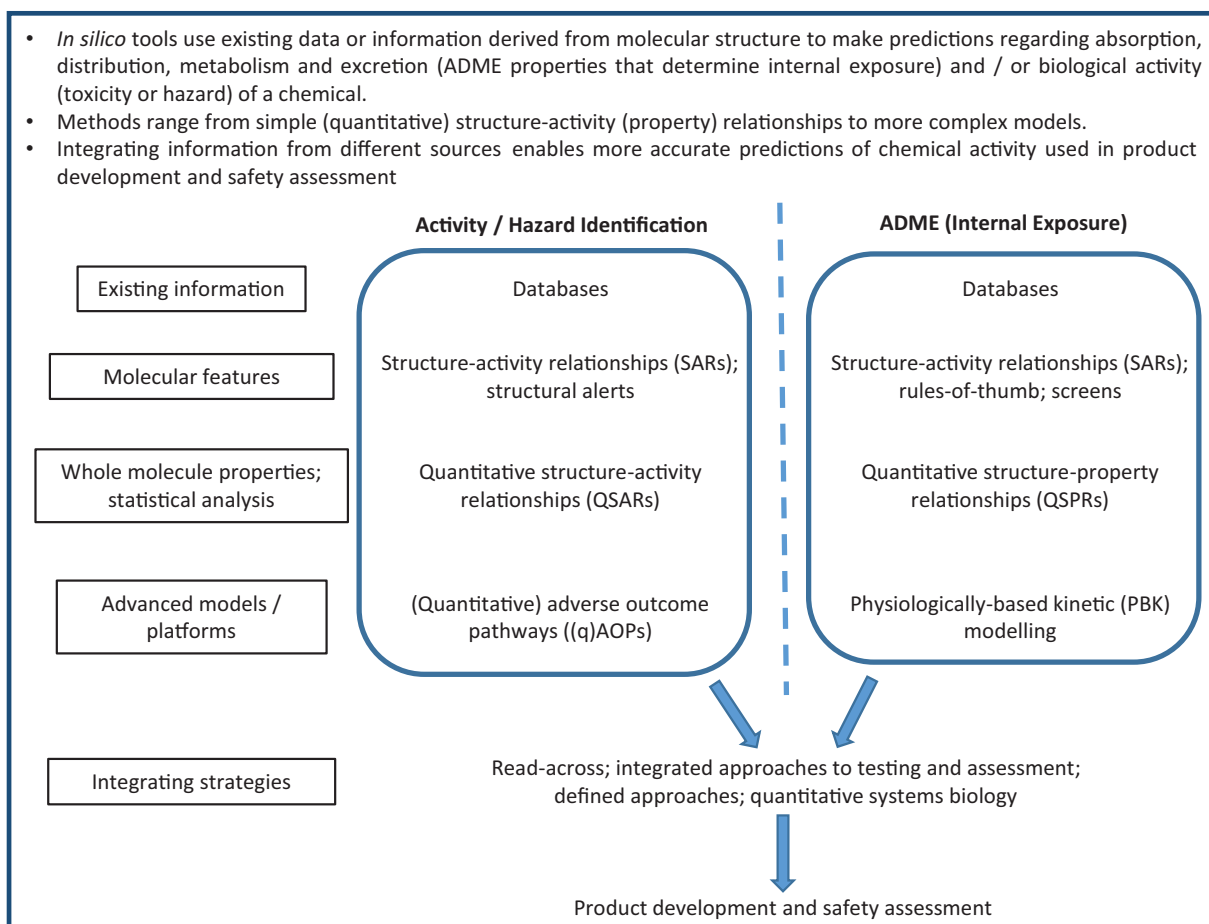 • In silico tools use existing data or information derived from molecular structure to make predictions regarding absorption,
distribution, metabolism and excretion (ADME properties that determine internal exposure) and / or biological activity
(toxicity or hazard) of a chemical.
• Methods range from simple (quantitative) structure-activity (property) relationships to more complex models.
• Integrating information from different sources enables more accurate predictions of chemical activity used in product
development and safety assessment
Activity / Hazard Identification
ADME (Internal Exposure)
Existing information
Databases
Databases
Molecular features
Structure-activity relationships (SARs);
structural alerts
Structure-activity relationships (SARs);
rules-of-thumb; screens
Whole molecule properties;
statistical analysis
Quantitative structure-activity
relationships (QSARs)
Quantitative structure-property
relationships (QSPRs)
Advanced models /
platforms
(Quantitative) adverse outcome
pathways ((q)AOPs)
Physiologically-based kinetic (PBK)
modelling
Integrating strategies
Read-across; integrated approaches to testing and assessment;
defined approaches; quantitative systems biology
Product development and safety assessment